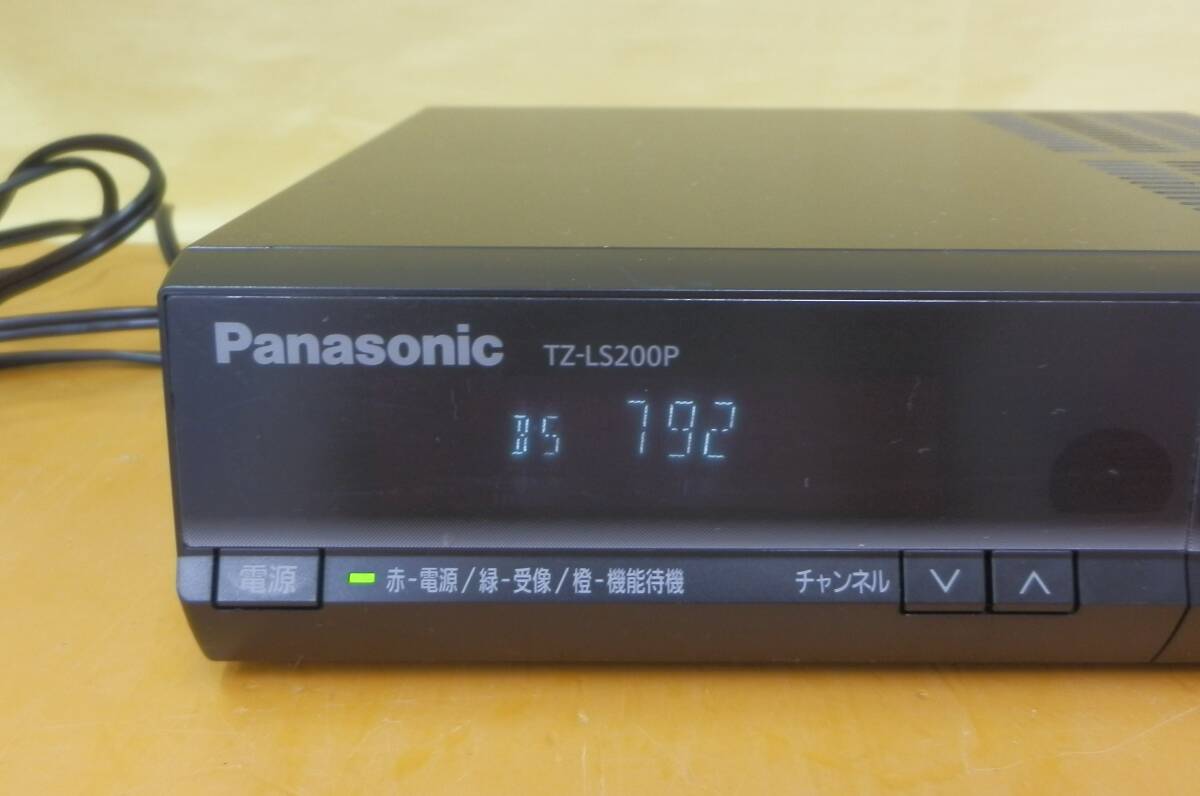 Panasonic TZ-LS200P
BS 792
電源 赤-電源/緑-受像/橙-機能待機 チャンネル ∨ ∧